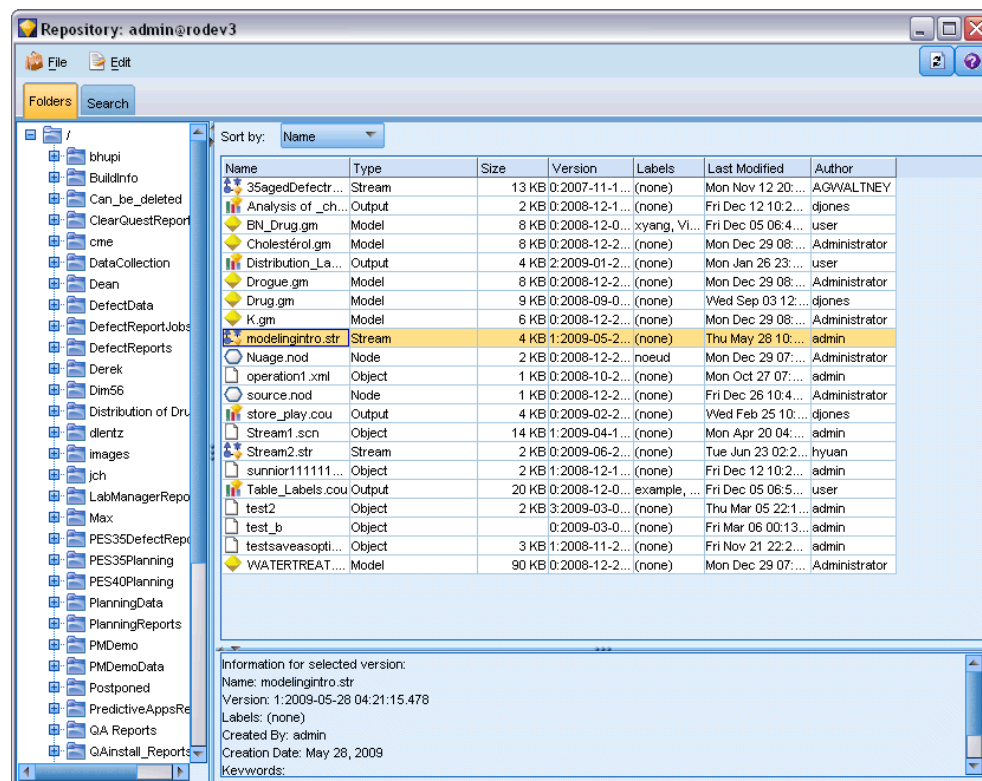 Repository: admin@rodev3
File Edit
Folders Search
/
bhupi
BuildInfo
Can_be_deleted
ClearQuestReport
cme
DataCollection
Dean
DefectData
DefectReportJobs
DefectReports
Derek
Dim56
Distribution of Dru
dlentz
images
jch
LabManagerRepo
Max
PES35DefectRepo
PES35Planning
PES40Planning
PlanningData
PlanningReports
PMDemo
PMDemoData
Postponed
PredictiveAppsRe
QA Reports
QAinstall_Reports
Sort by: Name
Name Type Size Version Labels Last Modified Author
35agedDefectr... Stream 13 KB 0:2007-11-1... (none) Mon Nov 12 20:... AGWALTNEY
Analysis of _ch... Output 2 KB 0:2008-12-1... (none) Fri Dec 12 10:2... djones
BN_Drug.gm Model 8 KB 0:2008-12-0... xyang, Vi... Fri Dec 05 06:4... user
Cholestérol.gm Model 8 KB 0:2008-12-2... (none) Mon Dec 29 08:... Administrator
Distribution_La... Output 4 KB 2:2009-01-2... (none) Mon Jan 26 23:... user
Drogue.gm Model 8 KB 0:2008-12-2... (none) Mon Dec 29 08:... Administrator
Drug.gm Model 9 KB 0:2008-09-0... (none) Wed Sep 03 12:... djones
K.gm Model 6 KB 0:2008-12-2... (none) Mon Dec 29 08:... Administrator
modelingintro.str Stream 4 KB 1:2009-05-2... (none) Thu May 28 10:... admin
Nuage.nod Node 2 KB 0:2008-12-2... noeud Mon Dec 29 07:... Administrator
operation1.xml Object 1 KB 0:2008-10-2... (none) Mon Oct 27 07:... admin
source.nod Node 1 KB 0:2008-12-2... (none) Fri Dec 26 10:4... Administrator
store_play.cou Output 4 KB 0:2009-02-2... (none) Wed Feb 25 10:... djones
Stream1.scn Object 14 KB 1:2009-04-1... (none) Mon Apr 20 04:... admin
Stream2.str Stream 2 KB 0:2009-06-2... (none) Tue Jun 23 02:2... hyuan
sunnior111111... Object 2 KB 1:2008-12-1... (none) Fri Dec 12 10:2... admin
Table_Labels.cou Output 20 KB 0:2008-12-0... example, ... Fri Dec 05 06:5... user
test2 Object 2 KB 3:2009-03-0... (none) Thu Mar 05 22:1... admin
test_b Object 0:2009-03-0... (none) Fri Mar 06 00:13... admin
testsaveasopti... Object 3 KB 1:2008-11-2... (none) Fri Nov 21 22:2... admin
WATERTREAT.... Model 90 KB 0:2008-12-2... (none) Mon Dec 29 07:... Administrator
Information for selected version:
Name: modelingintro.str
Version: 1:2009-05-28 04:21:15.478
Labels: (none)
Created By: admin
Creation Date: May 28, 2009
Keywords: